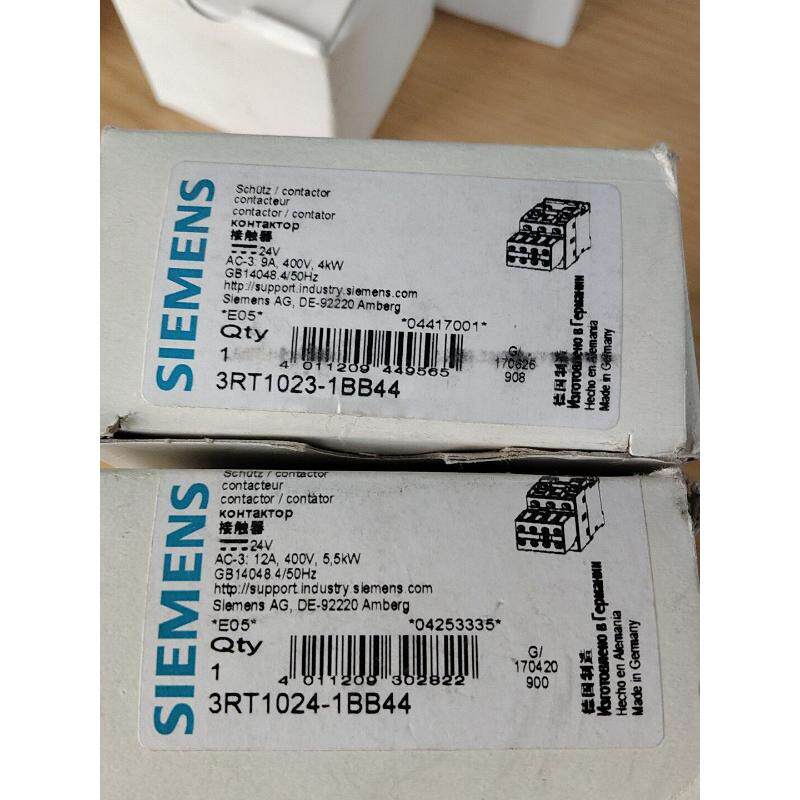 SIEMENS
Schütz / contactor
contacteur
contactor / contator
контактор
接触器
24V
AC-3: 9A, 400V, 4kW
GB14048.4/50Hz
http://support.industry.siemens.com
Siemens AG, DE-92220 Amberg
*E05* *04417001*
Qty
1
4 011209 449565
3RT1023-1BB44
G/
170626
908
德国制造
Изготовлено в Германии
Hecho en Alemania
Made in Germany
SIEMENS
Schütz / contactor
contacteur
contactor / contator
контактор
接触器
24V
AC-3: 12A, 400V, 5,5kW
GB14048.4/50Hz
http://support.industry.siemens.com
Siemens AG, DE-92220 Amberg
*E05* *04253335*
Qty
1
4 011209 302822
3RT1024-1BB44
G/
170420
900
德国制造
Изготовлено в Германии
Hecho en Alemania
Made in Germany